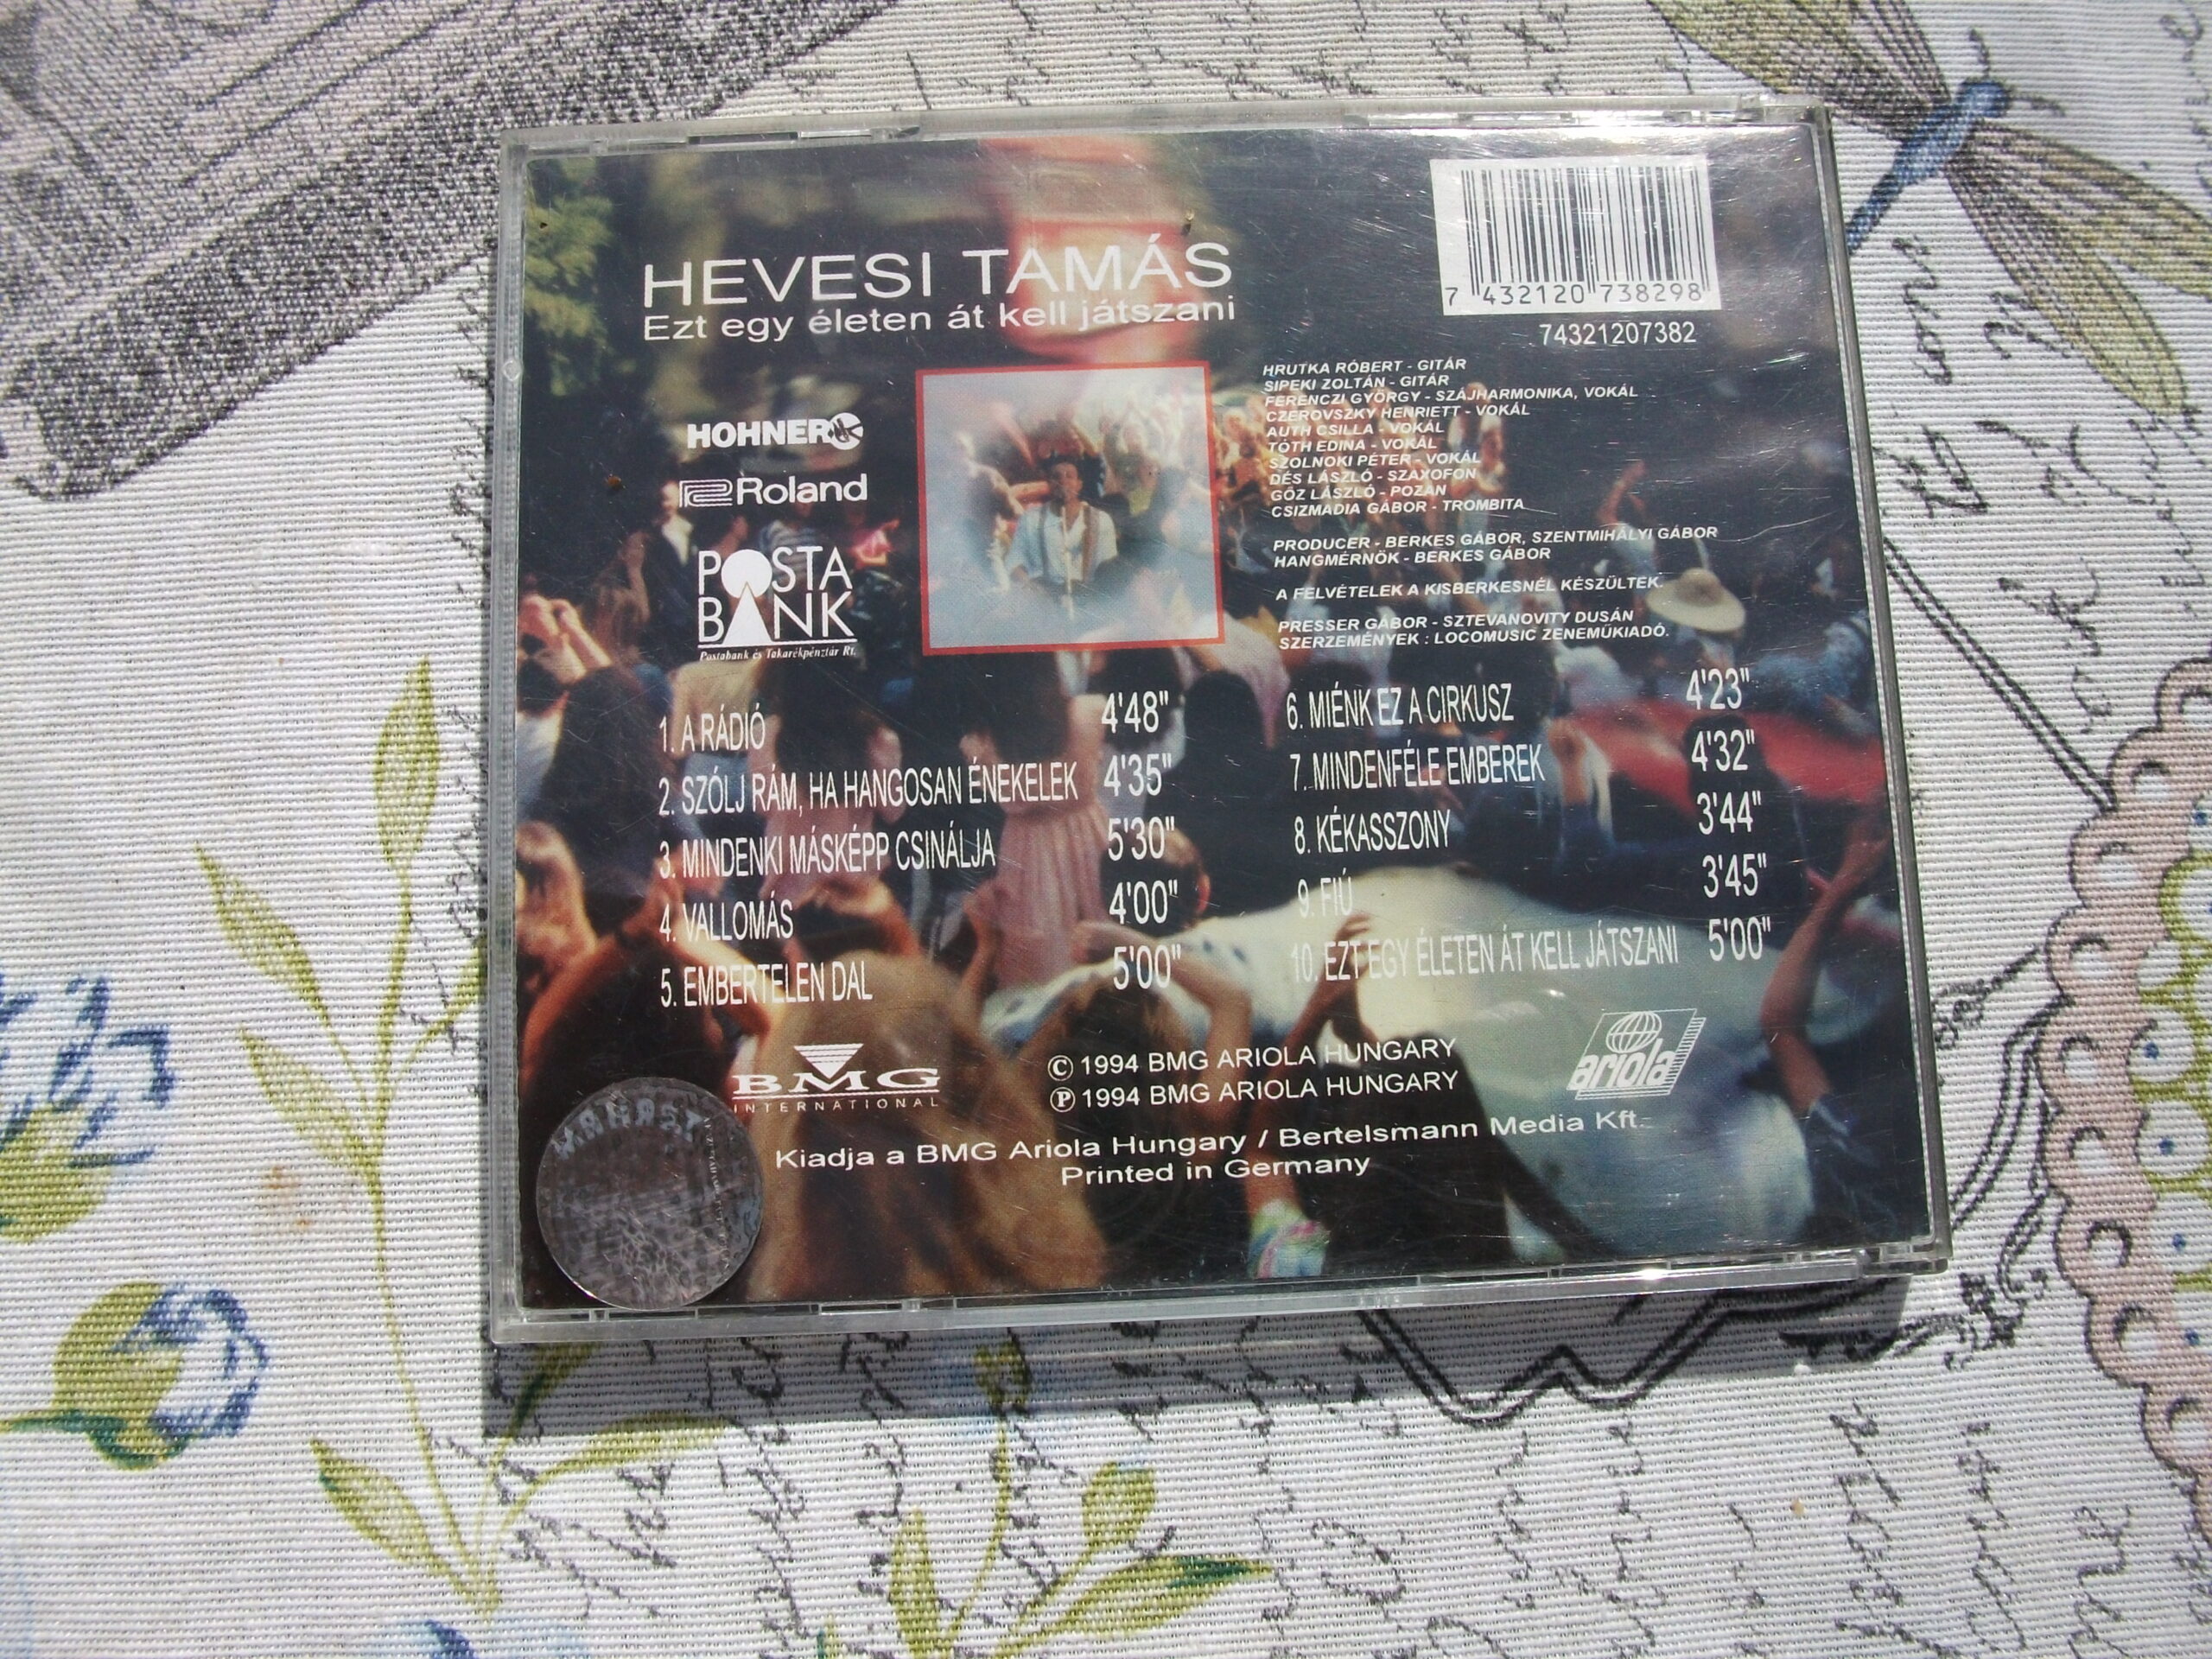 HEVESI TAMÁS
Ezt egy életen át kell játszani
7 432120 738298
74321207382
HOHNER
Roland
POSTA
BANK
Postabank és Takarékpénztár Rt.
HRUTKA RÓBERT - GITÁR
SIPEKI ZOLTÁN - GITÁR
FERENCZI GYÖRGY - SZÁJHARMONIKA, VOKÁL
CZEROVSZKY HENRIETT - VOKÁL
AUTH CSILLA - VOKÁL
TÓTH EDINA - VOKÁL
SZOLNOKI PÉTER - VOKÁL
DÉS LÁSZLÓ - SZAXOFON
GŐZ LÁSZLÓ - POZAN
CSIZMADIA GÁBOR - TROMBITA
PRODUCER - BERKES GÁBOR, SZENTMIHÁLYI GÁBOR
HANGMÉRNÖK - BERKES GÁBOR
A FELVÉTELEK A KISBERKESNÉL KÉSZÜLTEK.
PRESSER GÁBOR - SZTEVANOVITY DUSÁN
SZERZEMÉNYEK : LOCOMUSIC ZENEMŰKIADÓ.
1. A RÁDIÓ 4'48"
2. SZÓLJ RÁM, HA HANGOSAN ÉNEKELEK 4'35"
3. MINDENKI MÁSKÉPP CSINÁLJA 5'30"
4. VALLOMÁS 4'00"
5. EMBERTELEN DAL 5'00"
6. MIÉNK EZ A CIRKUSZ 4'23"
7. MINDENFÉLE EMBEREK 4'32"
8. KÉKASSZONY 3'44"
9. FIÚ 3'45"
10. EZT EGY ÉLETEN ÁT KELL JÁTSZANI 5'00"
BMG
INTERNATIONAL
© 1994 BMG ARIOLA HUNGARY
℗ 1994 BMG ARIOLA HUNGARY
ariola
Kiadja a BMG Ariola Hungary / Bertelsmann Media Kft.
Printed in Germany